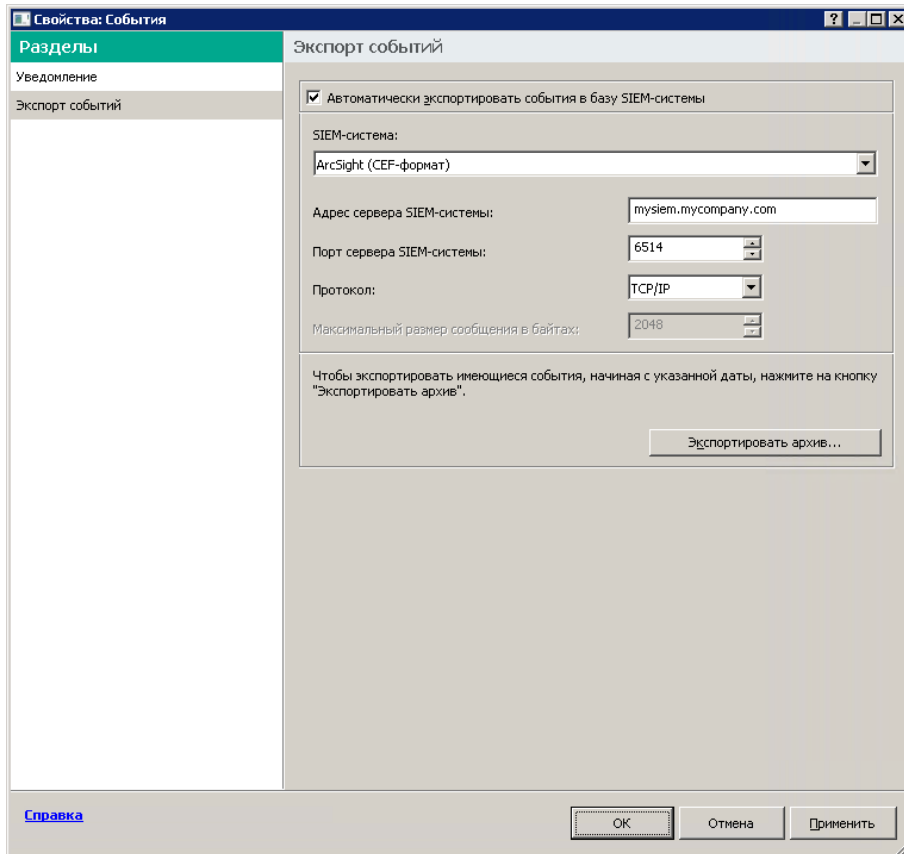 Свойства: События
Разделы
Уведомление
Экспорт событий
Экспорт событий
Автоматически экспортировать события в базу SIEM-системы
SIEM-система:
ArcSight (CEF-формат)
Адрес сервера SIEM-системы:
mysiem.mycompany.com
Порт сервера SIEM-системы:
6514
Протокол:
TCP/IP
Максимальный размер сообщения в байтах:
2048
Чтобы экспортировать имеющиеся события, начиная с указанной даты, нажмите на кнопку
"Экспортировать архив".
Экспортировать архив...
Справка
ОК
Отмена
Применить